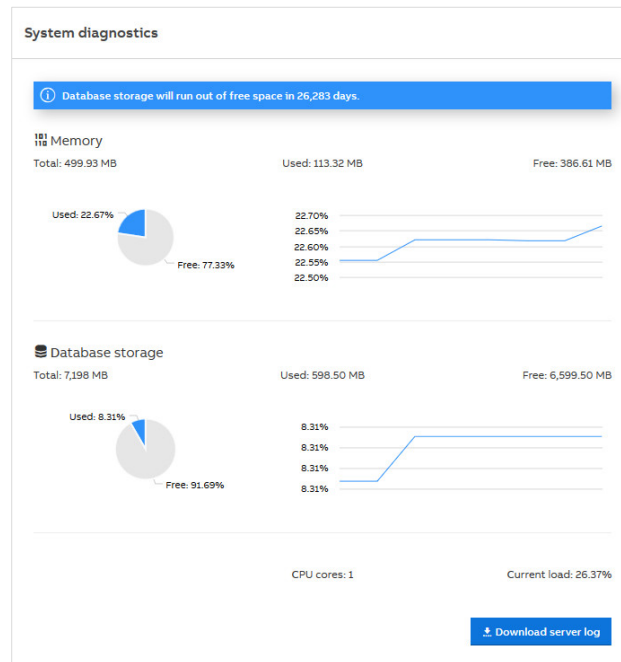 System diagnostics
Database storage will run out of free space in 26,283 days.
Memory
Total: 499.93 MB Used: 113.32 MB Free: 386.61 MB
Used: 22.67%
Free: 77.33%
22.70%
22.65%
22.60%
22.55%
22.50%
Database storage
Total: 7,198 MB Used: 598.50 MB Free: 6,599.50 MB
Used: 8.31%
Free: 91.69%
8.31%
8.31%
8.31%
8.31%
CPU cores: 1 Current load: 26.37%
Download server log